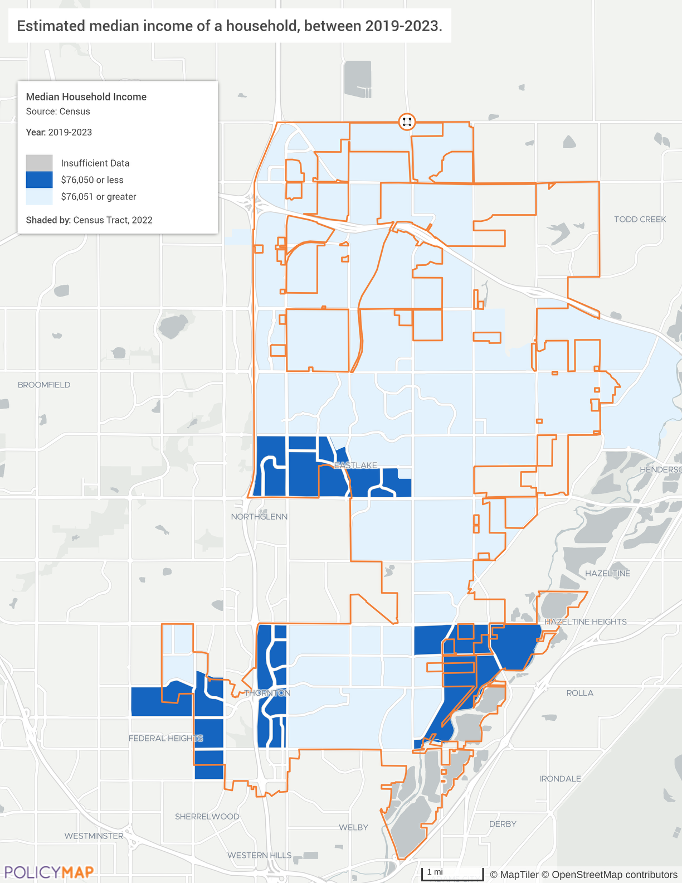 Estimated median income of a household, between 2019-2023.
Median Household Income
Source: Census
Year: 2019-2023
Insufficient Data
$76,050 or less
$76,051 or greater
Shaded by: Census Tract, 2022
TODD CREEK
BROOMFIELD
EASTLAKE
HENDERS
NORTHGLENN
HAZELTINE
HAZELTINE HEIGHTS
THORNTON
ROLLA
FEDERAL HEIGHTS
IRONDALE
SHERRELWOOD
WELBY
DERBY
WESTMINSTER
WESTERN HILLS
POLICYMAP
1 mi
© MapTiler © OpenStreetMap contributors